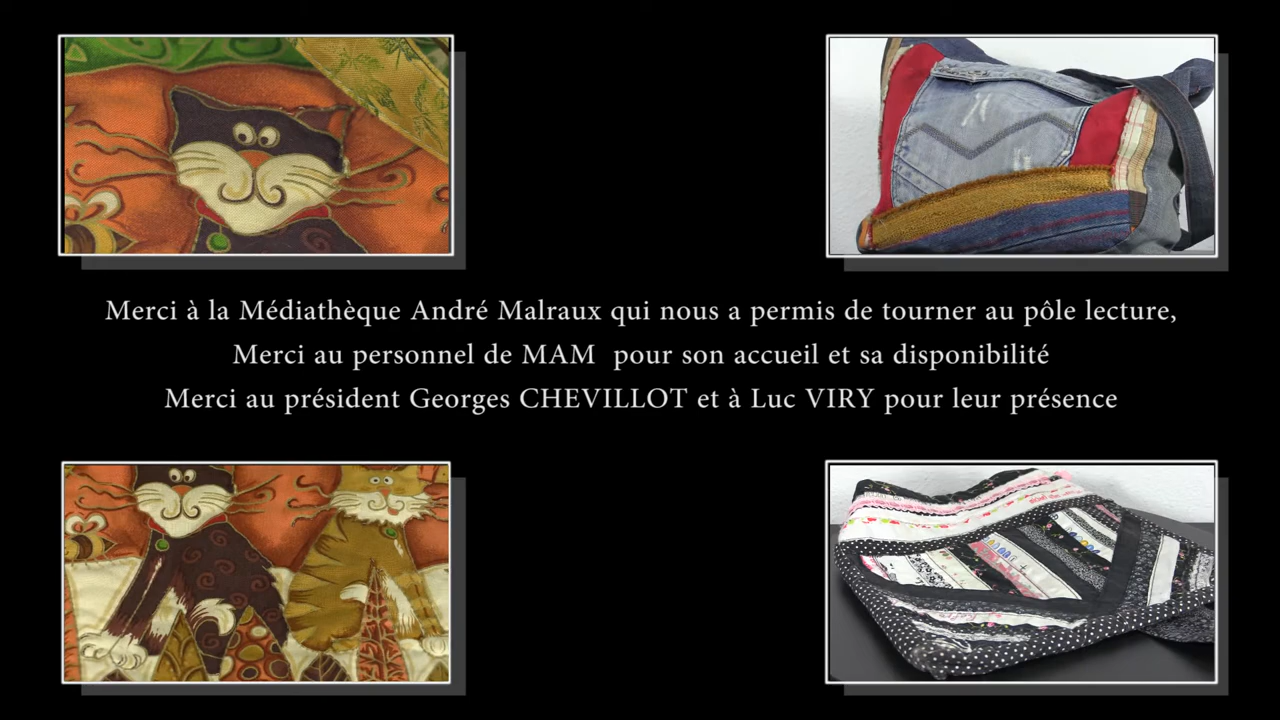 Merci à la Médiathèque André Malraux qui nous a permis de tourner au pôle lecture,
Merci au personnel de MAM  pour son accueil et sa disponibilité
Merci au président Georges CHEVILLOT et à Luc VIRY pour leur présence